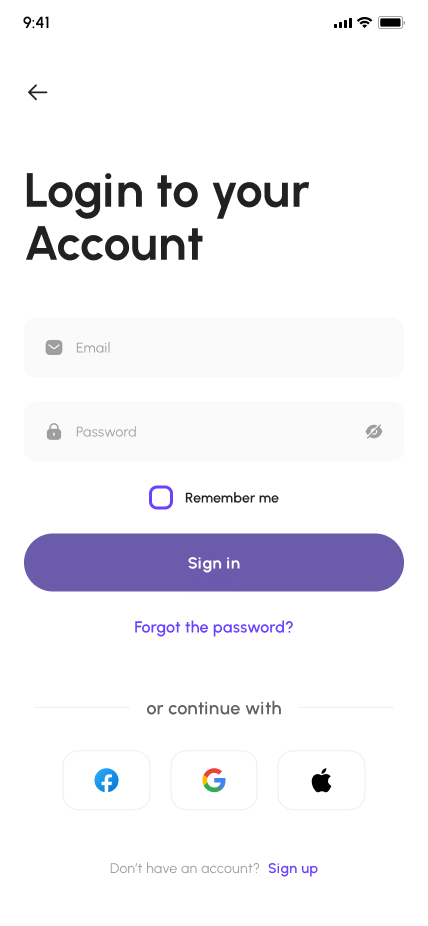 9:41
Login to your
Account
Email
Password
Remember me
Sign in
Forgot the password?
or continue with
Don't have an account? Sign up